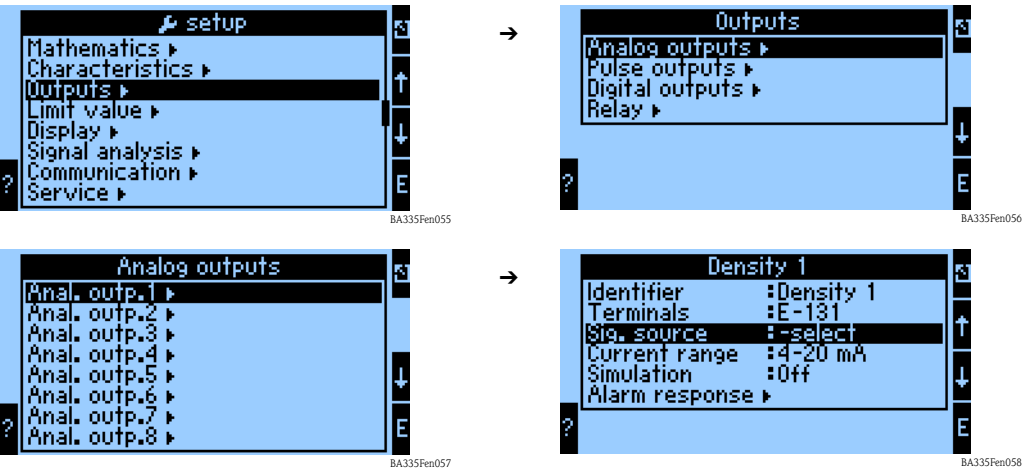 setup
Mathematics
Characteristics
Outputs
Limit value
Display
Signal analysis
Communication
Service
?
E
BA335Fen055
Outputs
Analog outputs
Pulse outputs
Digital outputs
Relay
?
E
BA335Fen056
Analog outputs
Anal. outp.1
Anal. outp.2
Anal. outp.3
Anal. outp.4
Anal. outp.5
Anal. outp.6
Anal. outp.7
Anal. outp.8
?
E
BA335Fen057
Density 1
Identifier :Density 1
Terminals :E-131
Sig. source :-select
Current range :4-20 mA
Simulation :Off
Alarm response
?
E
BA335Fen058